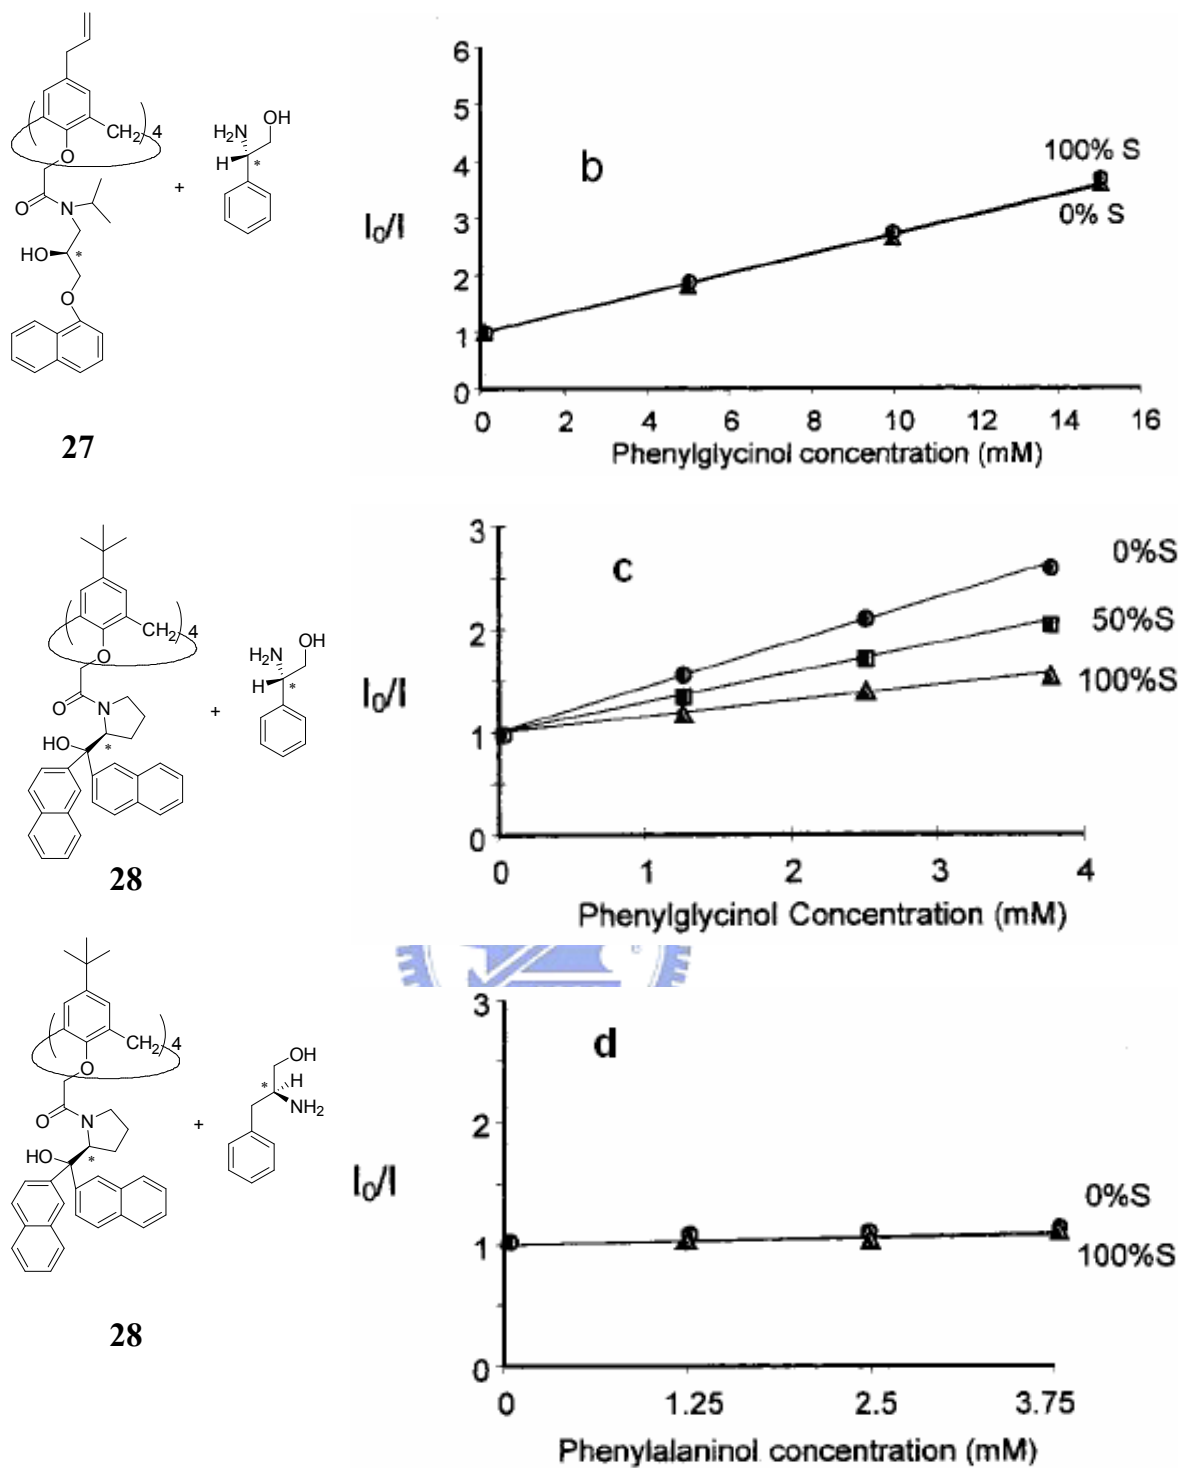 CH₂
4
O
O
N
HO
*
O
+
H₂N
OH
H
*
27
b
I₀/I
6
5
4
3
2
1
0
100% S
0% S
0 2 4 6 8 10 12 14 16
Phenylglycinol concentration (mM)
CH₂
4
O
O
N
HO
*
+
H₂N
OH
H
*
28
c
I₀/I
3
2
1
0
0%S
50%S
100%S
0 1 2 3 4
Phenylglycinol Concentration (mM)
CH₂
4
O
O
N
HO
*
+
OH
*
H
NH₂
28
d
I₀/I
3
2
1
0
0%S
100%S
0 1.25 2.5 3.75
Phenylalaninol concentration (mM)